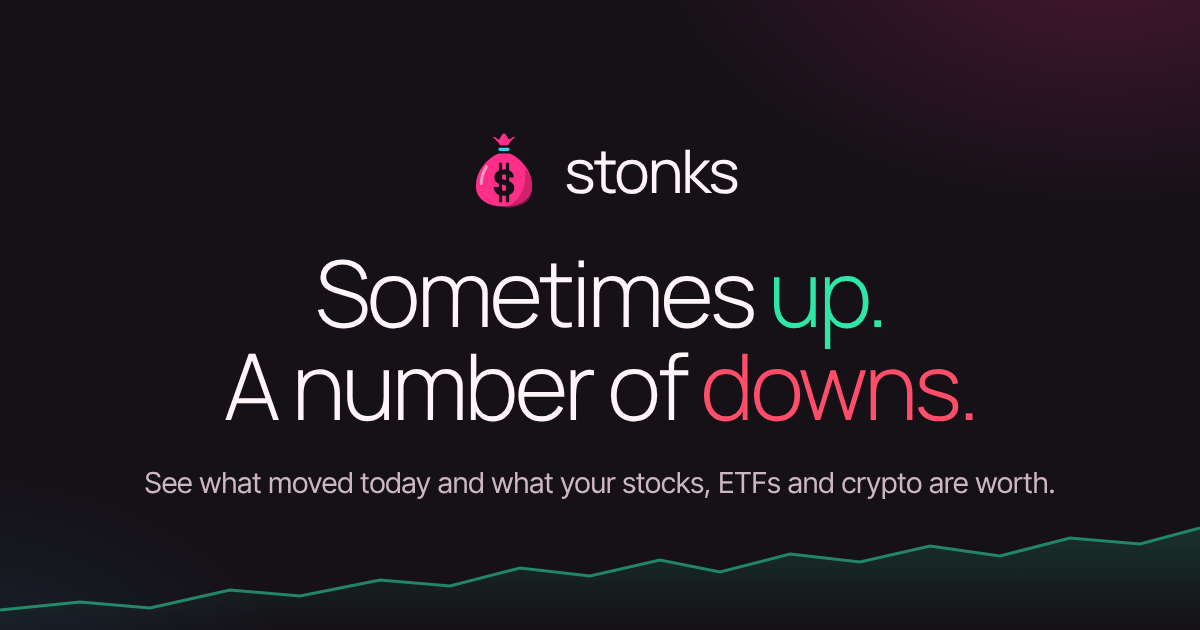 $
stonks
Sometimes up.
A number of downs.
See what moved today and what your stocks, ETFs and crypto are worth.